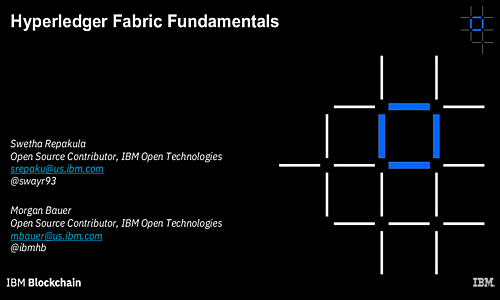 Hyperledger Fabric Fundamentals
Swetha Repakula
Open Source Contributor, IBM Open Technologies
srepaku@us.ibm.com
@swayr93
Morgan Bauer
Open Source Contributor, IBM Open Technologies
mbauer@us.ibm.com
@ibmhb
IBM Blockchain
IBM